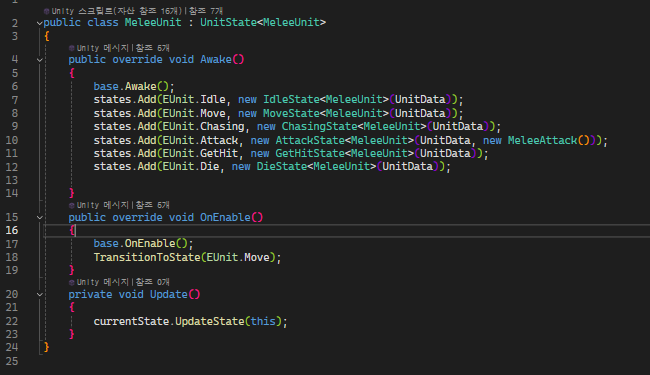 1
Unity 스크립트(자산 참조 16개)|참조 7개
2 public class MeleeUnit : UnitState<MeleeUnit>
3 {
Unity 메시지|참조 6개
4 public override void Awake()
5 {
6 base.Awake();
7 states.Add(EUnit.Idle, new IdleState<MeleeUnit>(UnitData));
8 states.Add(EUnit.Move, new MoveState<MeleeUnit>(UnitData));
9 states.Add(EUnit.Chasing, new ChasingState<MeleeUnit>(UnitData));
10 states.Add(EUnit.Attack, new AttackState<MeleeUnit>(UnitData, new MeleeAttack()));
11 states.Add(EUnit.GetHit, new GetHitState<MeleeUnit>(UnitData));
12 states.Add(EUnit.Die, new DieState<MeleeUnit>(UnitData));
13
14 }
Unity 메시지|참조 6개
15 public override void OnEnable()
16 {
17 base.OnEnable();
18 TransitionToState(EUnit.Move);
19 }
Unity 메시지|참조 0개
20 private void Update()
21 {
22 currentState.UpdateState(this);
23 }
24 }
25